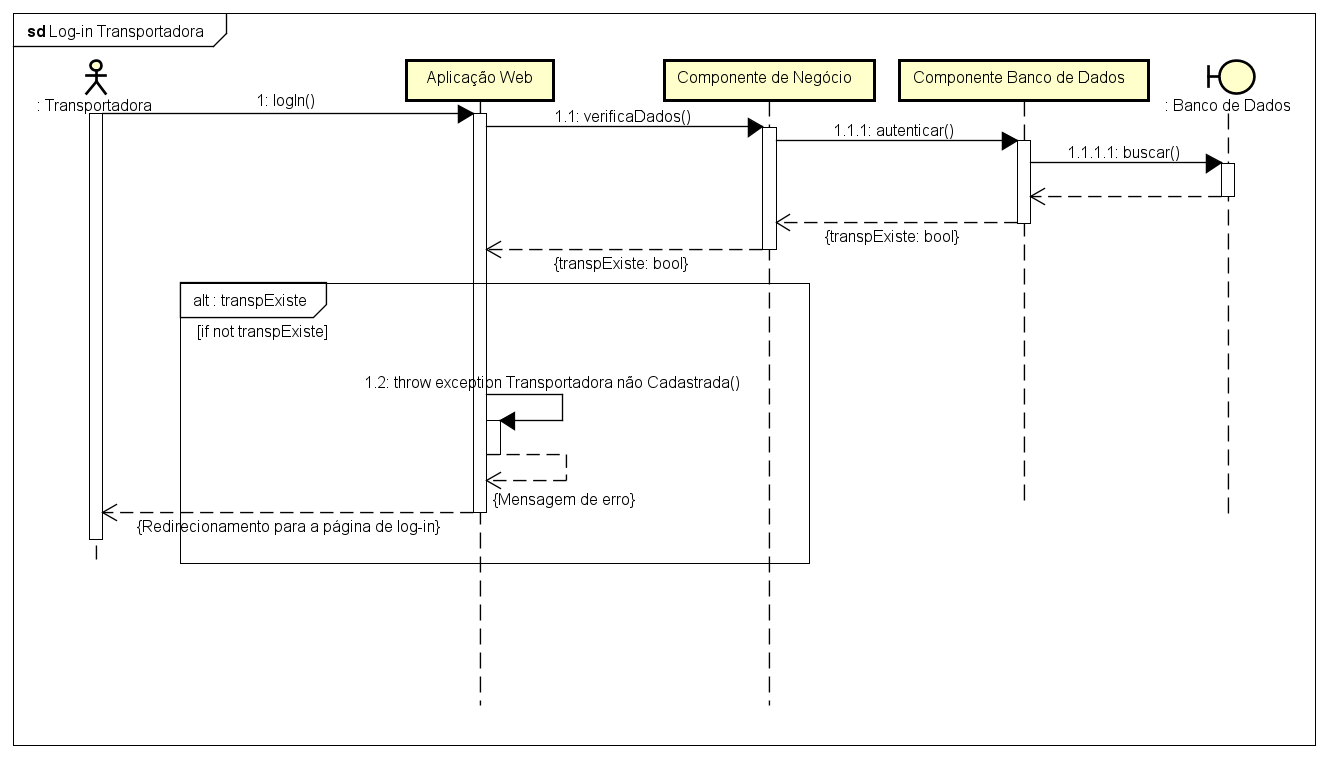 sd Log-in Transportadora
: Transportadora
Aplicação Web
Componente de Negócio
Componente Banco de Dados
: Banco de Dados
1: logIn()
1.1: verificaDados()
1.1.1: autenticar()
1.1.1.1: buscar()
{transpExiste: bool}
{transpExiste: bool}
alt : transpExiste
[if not transpExiste]
1.2: throw exception Transportadora não Cadastrada()
{Mensagem de erro}
{Redirecionamento para a página de log-in}